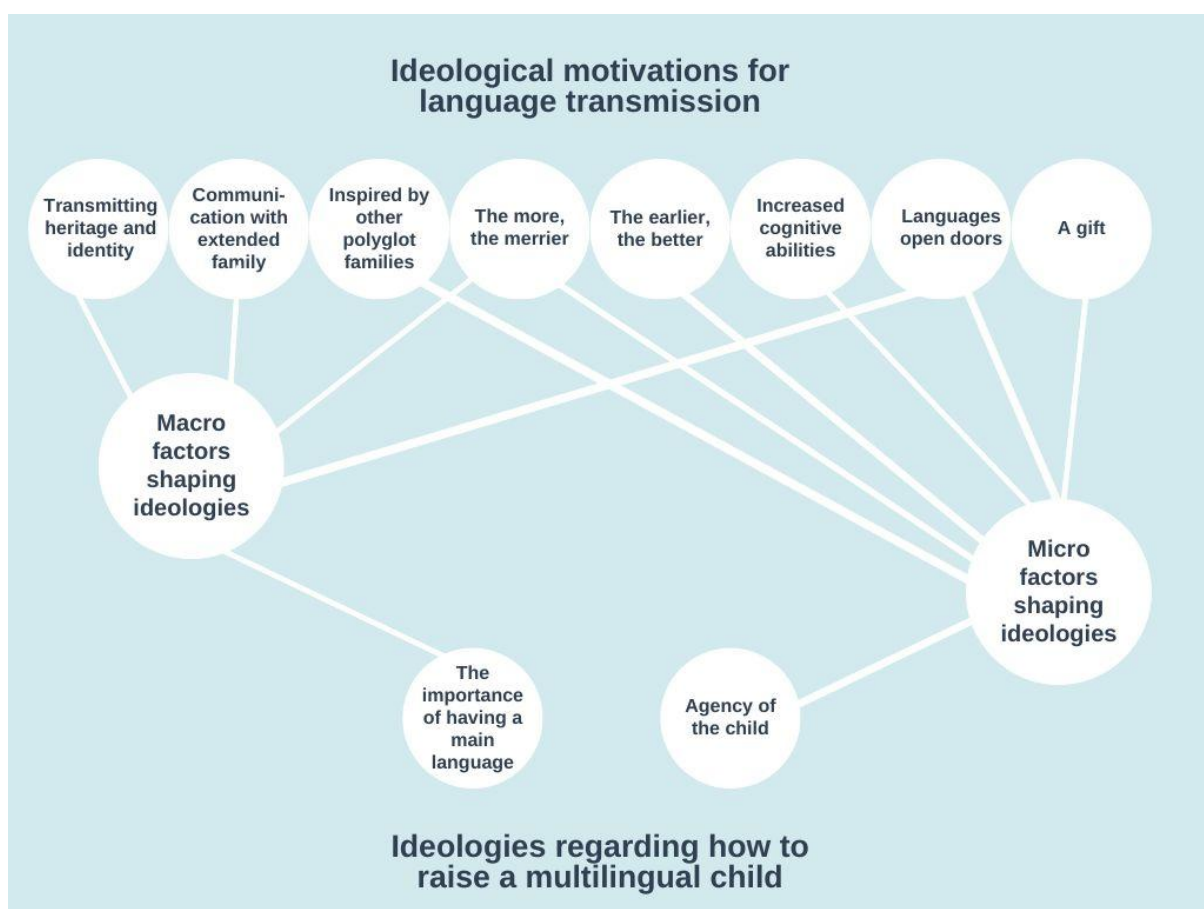 Ideological motivations for
language transmission
Transmitting
heritage and
identity
Communi-
cation with
extended
family
Inspired by
other
polyglot
families
The more,
the merrier
The earlier,
the better
Increased
cognitive
abilities
Languages
open doors
A gift
Macro
factors
shaping
ideologies
Micro
factors
shaping
ideologies
The
importance
of having a
main
language
Agency of
the child
Ideologies regarding how to
raise a multilingual child